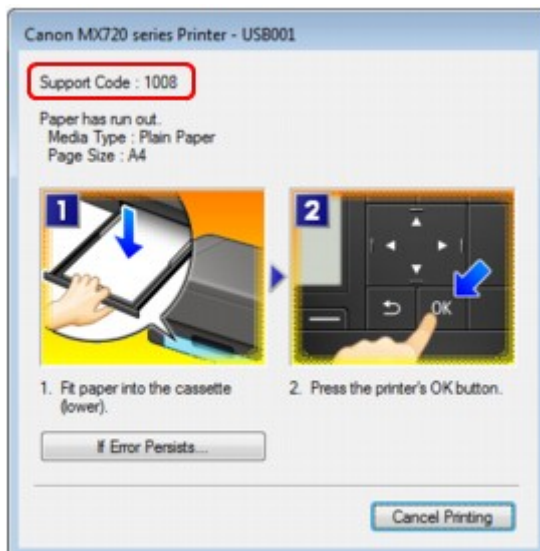 Canon MX720 series Printer - USB001
Support Code : 1008
Paper has run out.
Media Type : Plain Paper
Page Size : A4
1
2
OK
1. Fit paper into the cassette
(lower).
2. Press the printer's OK button.
If Error Persists...
Cancel Printing